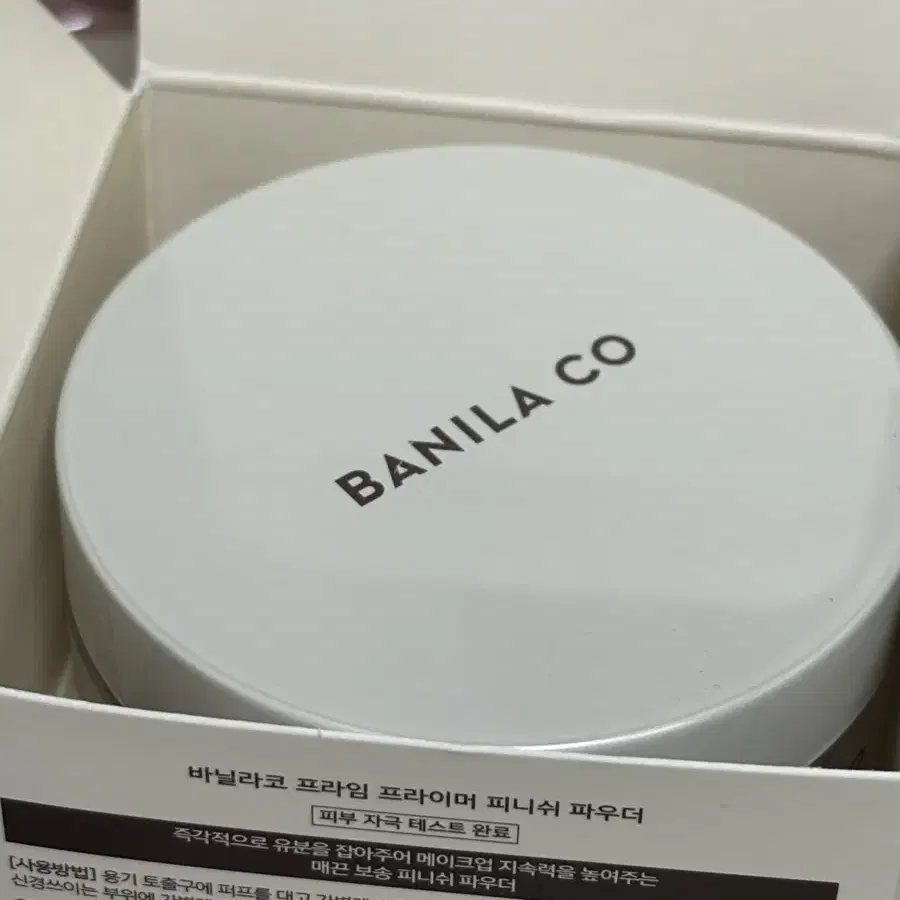 BANILA CO
바닐라코 프라임 프라이머 피니쉬 파우더
피부 자극 테스트 완료
즉각적으로 유분을 잡아주어 메이크업 지속력을 높여주는
매끈 보송 피니쉬 파우더
[사용방법] 용기 토출구에 퍼프를 대고
신경쓰이는 부위에